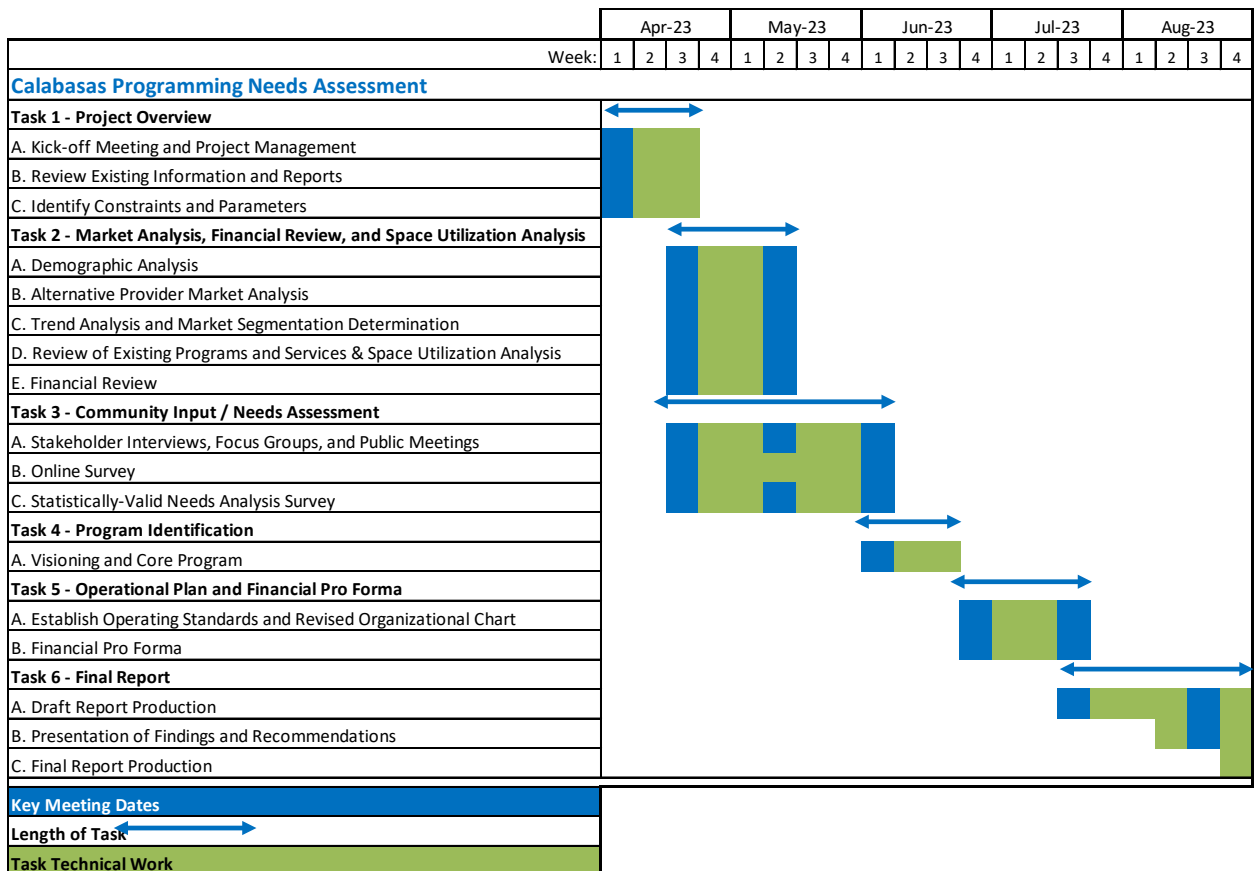 Apr-23 May-23 Jun-23 Jul-23 Aug-23
Week: 1 2 3 4 1 2 3 4 1 2 3 4 1 2 3 4 1 2 3 4
Calabasas Programming Needs Assessment
Task 1 - Project Overview
A. Kick-off Meeting and Project Management
B. Review Existing Information and Reports
C. Identify Constraints and Parameters
Task 2 - Market Analysis, Financial Review, and Space Utilization Analysis
A. Demographic Analysis
B. Alternative Provider Market Analysis
C. Trend Analysis and Market Segmentation Determination
D. Review of Existing Programs and Services & Space Utilization Analysis
E. Financial Review
Task 3 - Community Input / Needs Assessment
A. Stakeholder Interviews, Focus Groups, and Public Meetings
B. Online Survey
C. Statistically-Valid Needs Analysis Survey
Task 4 - Program Identification
A. Visioning and Core Program
Task 5 - Operational Plan and Financial Pro Forma
A. Establish Operating Standards and Revised Organizational Chart
B. Financial Pro Forma
Task 6 - Final Report
A. Draft Report Production
B. Presentation of Findings and Recommendations
C. Final Report Production
Key Meeting Dates
Length of Task
Task Technical Work